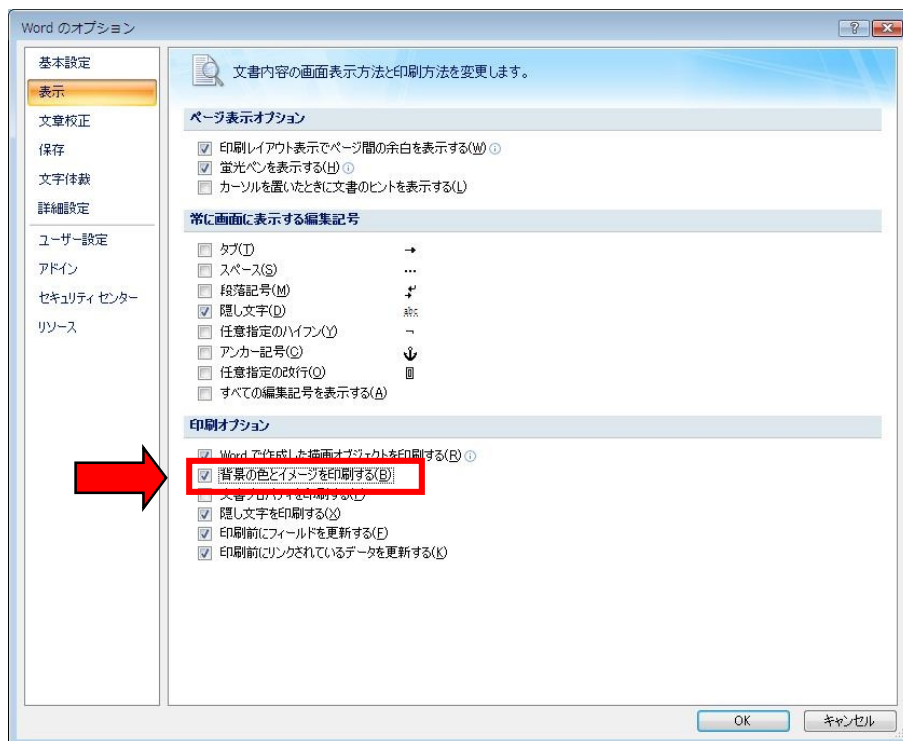 Word のオプション
基本設定
表示
文章校正
保存
文字体裁
詳細設定
ユーザー設定
アドイン
セキュリティ センター
リソース
文書内容の画面表示方法と印刷方法を変更します。
ページ表示オプション
印刷レイアウト表示でページ間の余白を表示する(W)
蛍光ペンを表示する(H)
カーソルを置いたときに文書のヒントを表示する(L)
常に画面に表示する編集記号
タブ(T) →
スペース(S) ...
段落記号(M)
隠し文字(D) abc
任意指定のハイフン(Y) ¬
アンカー記号(C)
任意指定の改行(O)
すべての編集記号を表示する(A)
印刷オプション
Word で作成した描画オブジェクトを印刷する(R)
背景の色とイメージを印刷する(B)
文書プロパティを印刷する(P)
隠し文字を印刷する(X)
印刷前にフィールドを更新する(F)
印刷前にリンクされているデータを更新する(K)
OK
キャンセル